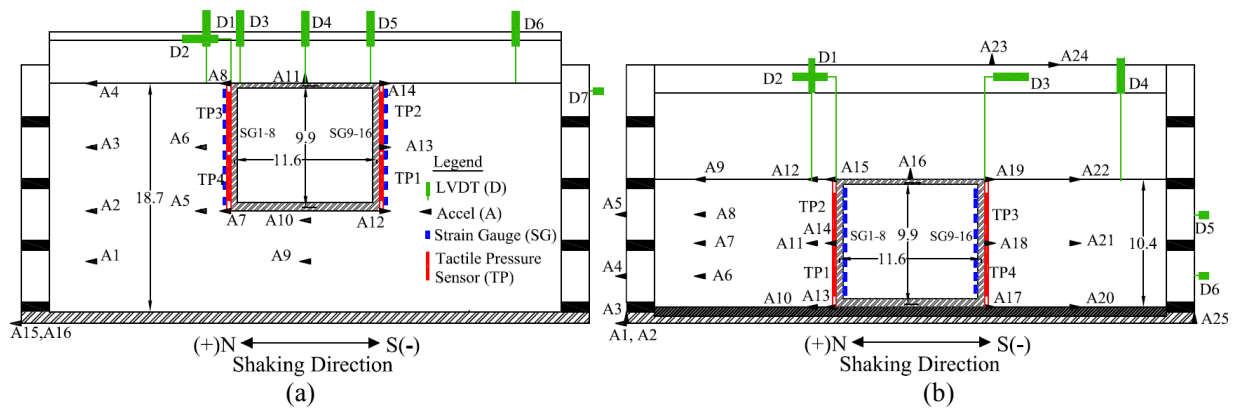 D1 D3 D4 D5 D6
D2
A8 A11 A14
A4 D7
TP3 TP2
A3 A6 SG1-8 9.9 SG9-16 A13
11.6
Legend
LVDT (D)
Accel (A)
Strain Gauge (SG)
Tactile Pressure
Sensor (TP)
18.7 TP4 TP1
A2 A5 A7 A10 A12
A1 A9
A15,A16
(+)N S(-)
Shaking Direction
(a)
A23 A24
D1
D2 D3 D4
A9 A12 A15 A16 A19 A22
A5 A8 TP2 TP3
A14 SG1-8 9.9 SG9-16 D5
A7 A11 A18 A21 10.4
11.6
A4 A6 TP1 TP4 D6
A3 A10 A13 A17 A20
A1, A2 A25
(+)N S(-)
Shaking Direction
(b)